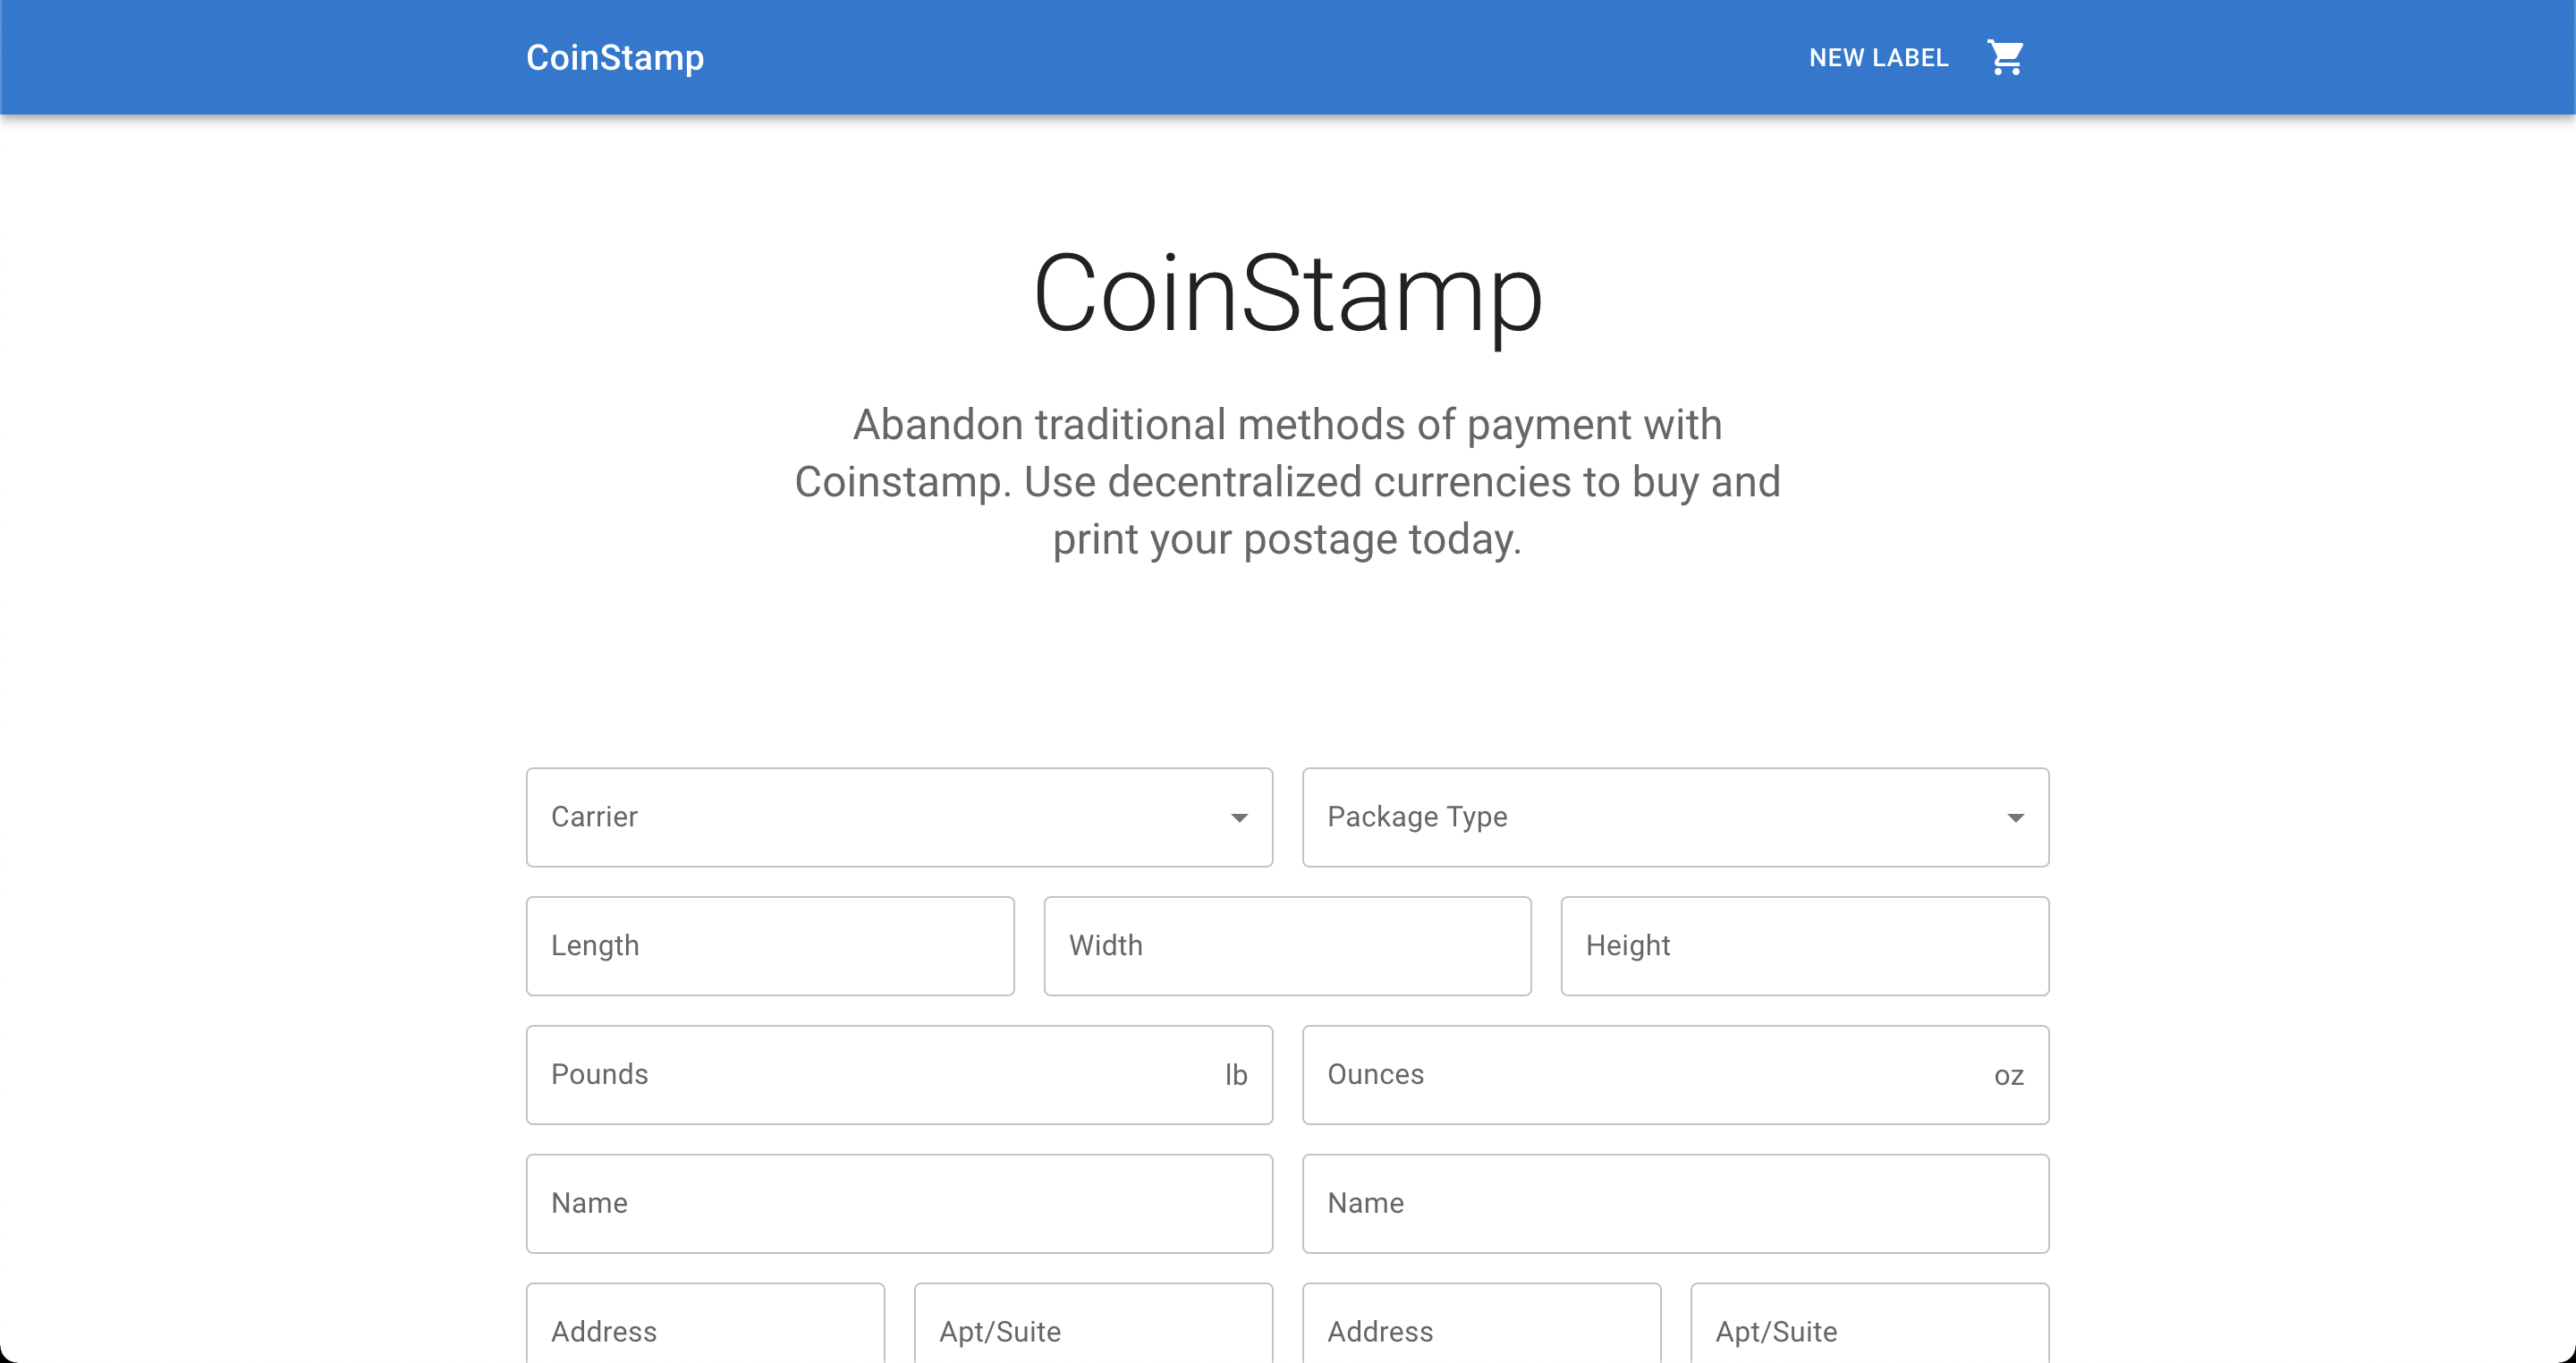 CoinStamp
NEW LABEL
CoinStamp
Abandon traditional methods of payment with
Coinstamp. Use decentralized currencies to buy and
print your postage today.
Carrier
Package Type
Length
Width
Height
Pounds lb
Ounces oz
Name
Name
Address
Apt/Suite
Address
Apt/Suite